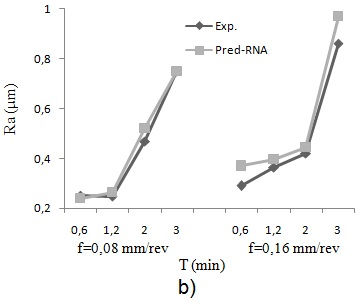 1
Exp.
Pred-RNA
0,8
Ra (µm)
0,6
0,4
0,2
0,6 1,2 2 3 0,6 1,2 2 3
f=0,08 mm/rev f=0,16 mm/rev
T (min)
b)